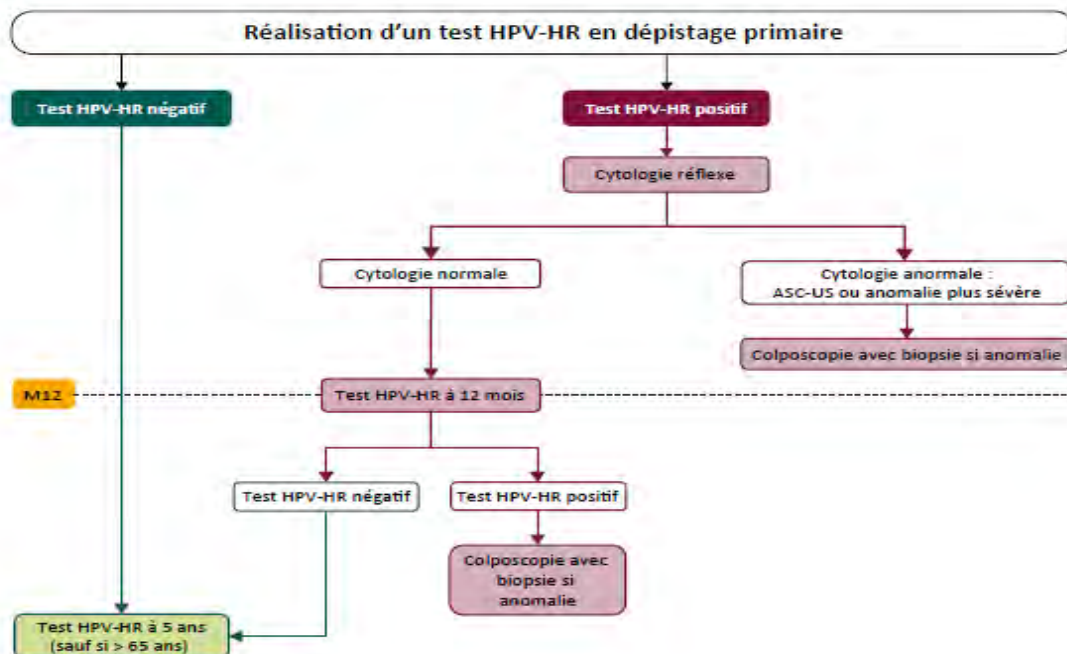 Réalisation d'un test HPV-HR en dépistage primaire
Test HPV-HR négatif
Test HPV-HR positif
Cytologie réflexe
Cytologie normale
Cytologie anormale :
ASC-US ou anomalie plus sévère
Colposcopie avec biopsie si anomalie
M12
Test HPV-HR à 12 mois
Test HPV-HR négatif
Test HPV-HR positif
Colposcopie avec
biopsie si
anomalie
Test HPV-HR à 5 ans
(sauf si > 65 ans)